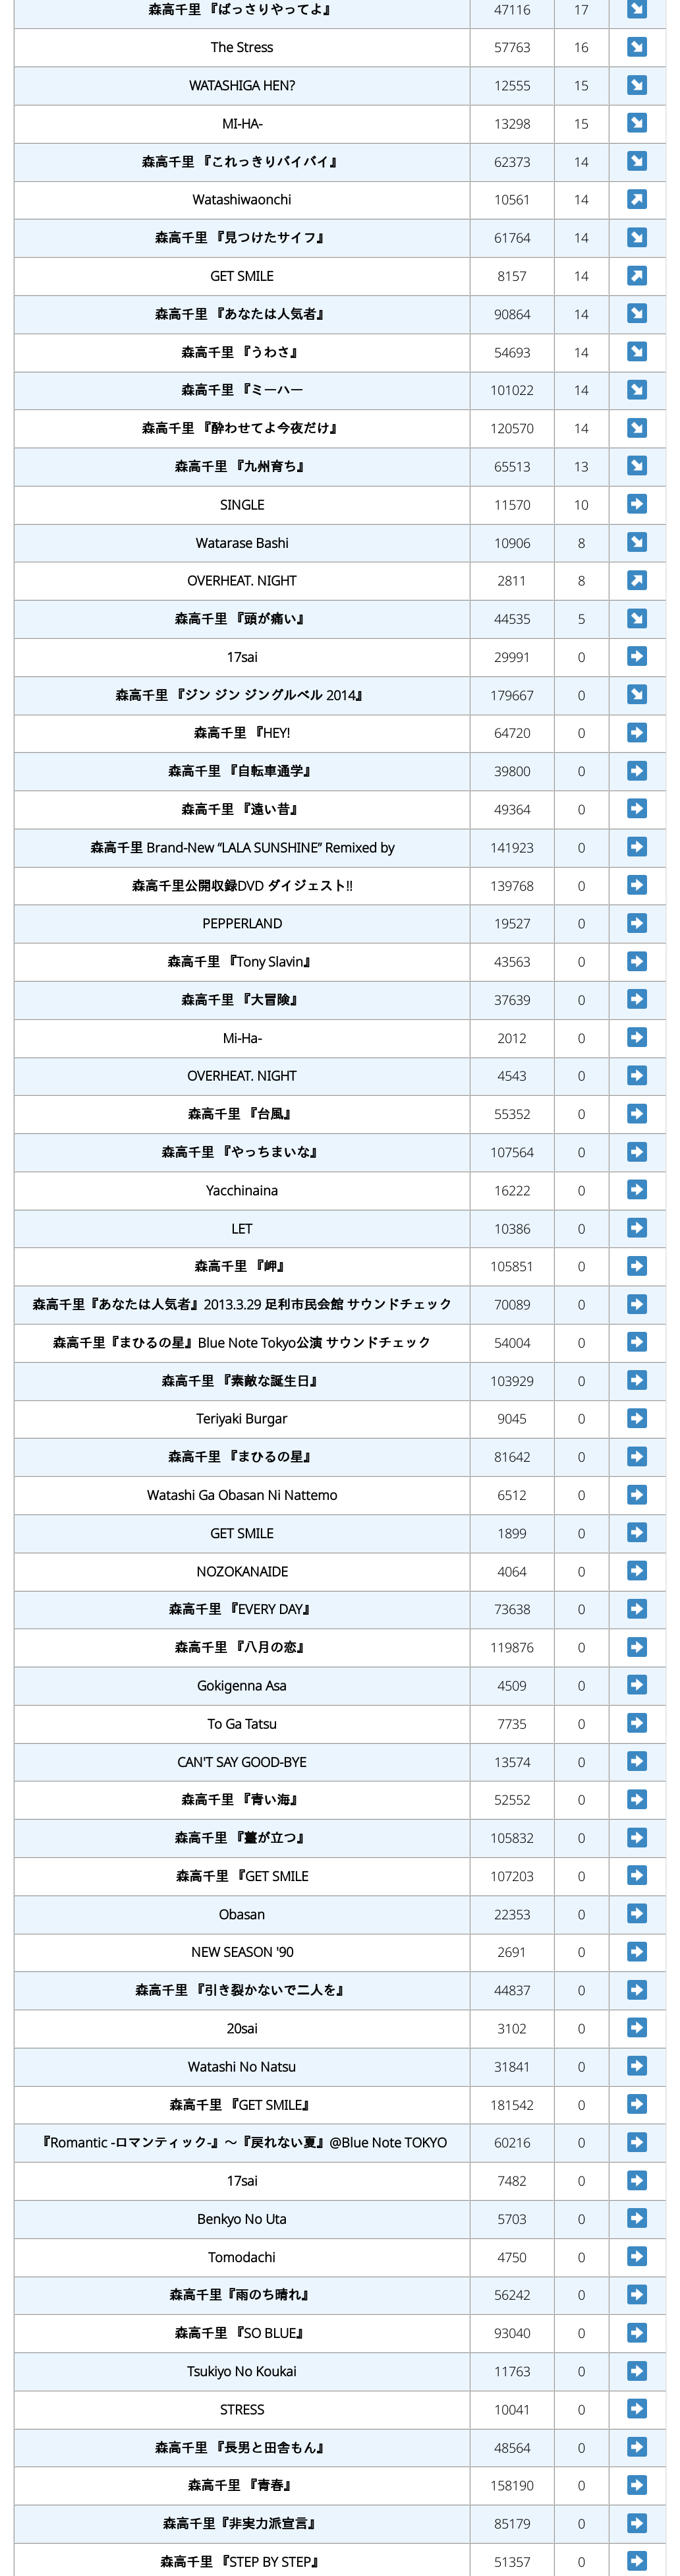 森高千里 『ばっさりやってよ』 47116 17 ↘
The Stress 57763 16 ↘
WATASHIGA HEN? 12555 15 ↘
MI-HA- 13298 15 ↘
森高千里 『これっきりバイバイ』 62373 14 ↘
Watashiwaonchi 10561 14 ↗
森高千里 『見つけたサイフ』 61764 14 ↘
GET SMILE 8157 14 ↗
森高千里 『あなたは人気者』 90864 14 ↘
森高千里 『うわさ』 54693 14 ↘
森高千里 『ミーハー 101022 14 ↘
森高千里 『酔わせてよ今夜だけ』 120570 14 ↘
森高千里 『九州育ち』 65513 13 ↘
SINGLE 11570 10 ➡
Watarase Bashi 10906 8 ↘
OVERHEAT. NIGHT 2811 8 ↗
森高千里 『頭が痛い』 44535 5 ↘
17sai 29991 0 ➡
森高千里 『ジン ジン ジングルベル 2014』 179667 0 ↘
森高千里 『HEY! 64720 0 ➡
森高千里 『自転車通学』 39800 0 ➡
森高千里 『遠い昔』 49364 0 ➡
森高千里 Brand-New “LALA SUNSHINE” Remixed by 141923 0 ➡
森高千里公開収録DVD ダイジェスト!! 139768 0 ➡
PEPPERLAND 19527 0 ➡
森高千里 『Tony Slavin』 43563 0 ➡
森高千里 『大冒険』 37639 0 ➡
Mi-Ha- 2012 0 ➡
OVERHEAT. NIGHT 4543 0 ➡
森高千里 『台風』 55352 0 ➡
森高千里 『やっちまいな』 107564 0 ➡
Yacchinaina 16222 0 ➡
LET 10386 0 ➡
森高千里 『岬』 105851 0 ➡
森高千里『あなたは人気者』2013.3.29 足利市民会館 サウンドチェック 70089 0 ➡
森高千里『まひるの星』Blue Note Tokyo公演 サウンドチェック 54004 0 ➡
森高千里 『素敵な誕生日』 103929 0 ➡
Teriyaki Burgar 9045 0 ➡
森高千里 『まひるの星』 81642 0 ➡
Watashi Ga Obasan Ni Nattemo 6512 0 ➡
GET SMILE 1899 0 ➡
NOZOKANAIDE 4064 0 ➡
森高千里 『EVERY DAY』 73638 0 ➡
森高千里 『八月の恋』 119876 0 ➡
Gokigenna Asa 4509 0 ➡
To Ga Tatsu 7735 0 ➡
CAN'T SAY GOOD-BYE 13574 0 ➡
森高千里 『青い海』 52552 0 ➡
森高千里 『薹が立つ』 105832 0 ➡
森高千里 『GET SMILE 107203 0 ➡
Obasan 22353 0 ➡
NEW SEASON '90 2691 0 ➡
森高千里 『引き裂かないで二人を』 44837 0 ➡
20sai 3102 0 ➡
Watashi No Natsu 31841 0 ➡
森高千里 『GET SMILE』 181542 0 ➡
『Romantic -ロマンティック-』～『戻れない夏』@Blue Note TOKYO 60216 0 ➡
17sai 7482 0 ➡
Benkyo No Uta 5703 0 ➡
Tomodachi 4750 0 ➡
森高千里『雨のち晴れ』 56242 0 ➡
森高千里 『SO BLUE』 93040 0 ➡
Tsukiyo No Koukai 11763 0 ➡
STRESS 10041 0 ➡
森高千里 『長男と田舎もん』 48564 0 ➡
森高千里 『青春』 158190 0 ➡
森高千里『非実力派宣言』 85179 0 ➡
森高千里 『STEP BY STEP』 51357 0 ➡